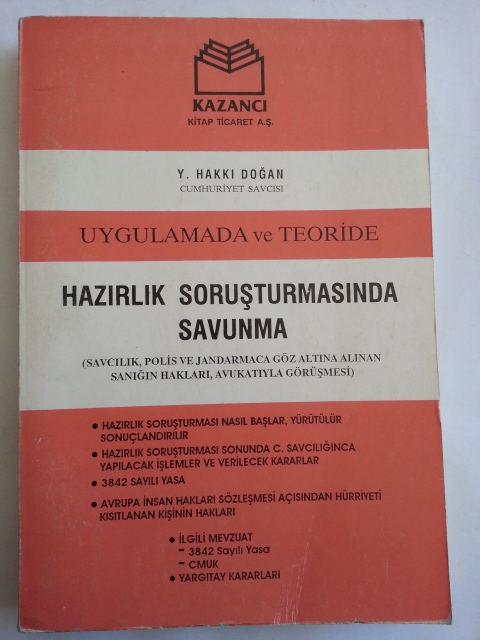 KAZANCI
KİTAP TİCARET A.Ş.
Y. HAKKI DOĞAN
CUMHURİYET SAVCISI
UYGULAMADA ve TEORİDE
HAZIRLIK SORUŞTURMASINDA
SAVUNMA
(SAVCILIK, POLİS VE JANDARMACA GÖZ ALTINA ALINAN
SANIĞIN HAKLARI, AVUKATIYLA GÖRÜŞMESİ)
• HAZIRLIK SORUŞTURMASI NASIL BAŞLAR, YÜRÜTÜLÜR
SONUÇLANDIRILIR
• HAZIRLIK SORUŞTURMASI SONUNDA C. SAVCILIĞINCA
YAPILACAK İŞLEMLER VE VERİLECEK KARARLAR
• 3842 SAYILI YASA
• AVRUPA İNSAN HAKLARI SÖZLEŞMESİ AÇISINDAN HÜRRİYETİ
KISITLANAN KİŞİNİN HAKLARI
• İLGİLİ MEVZUAT
– 3842 Sayılı Yasa
– CMUK
• YARGITAY KARARLARI